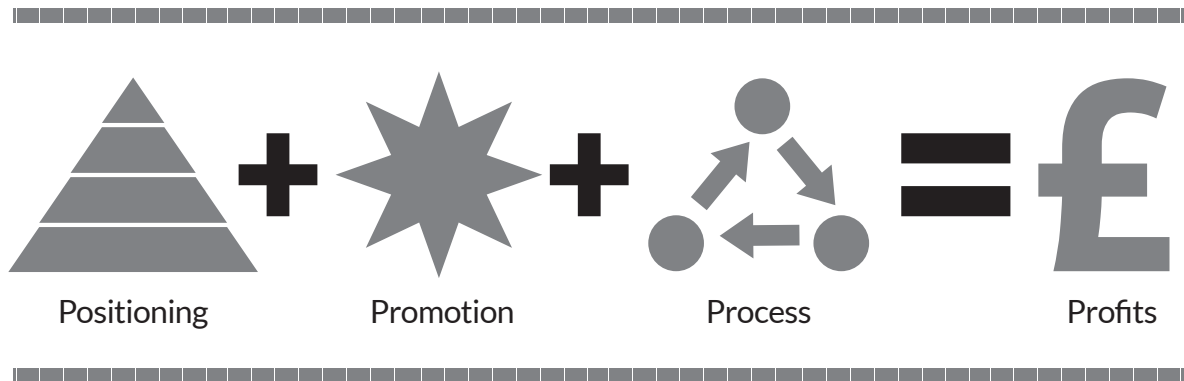 + + = £
Positioning Promotion Process Profits